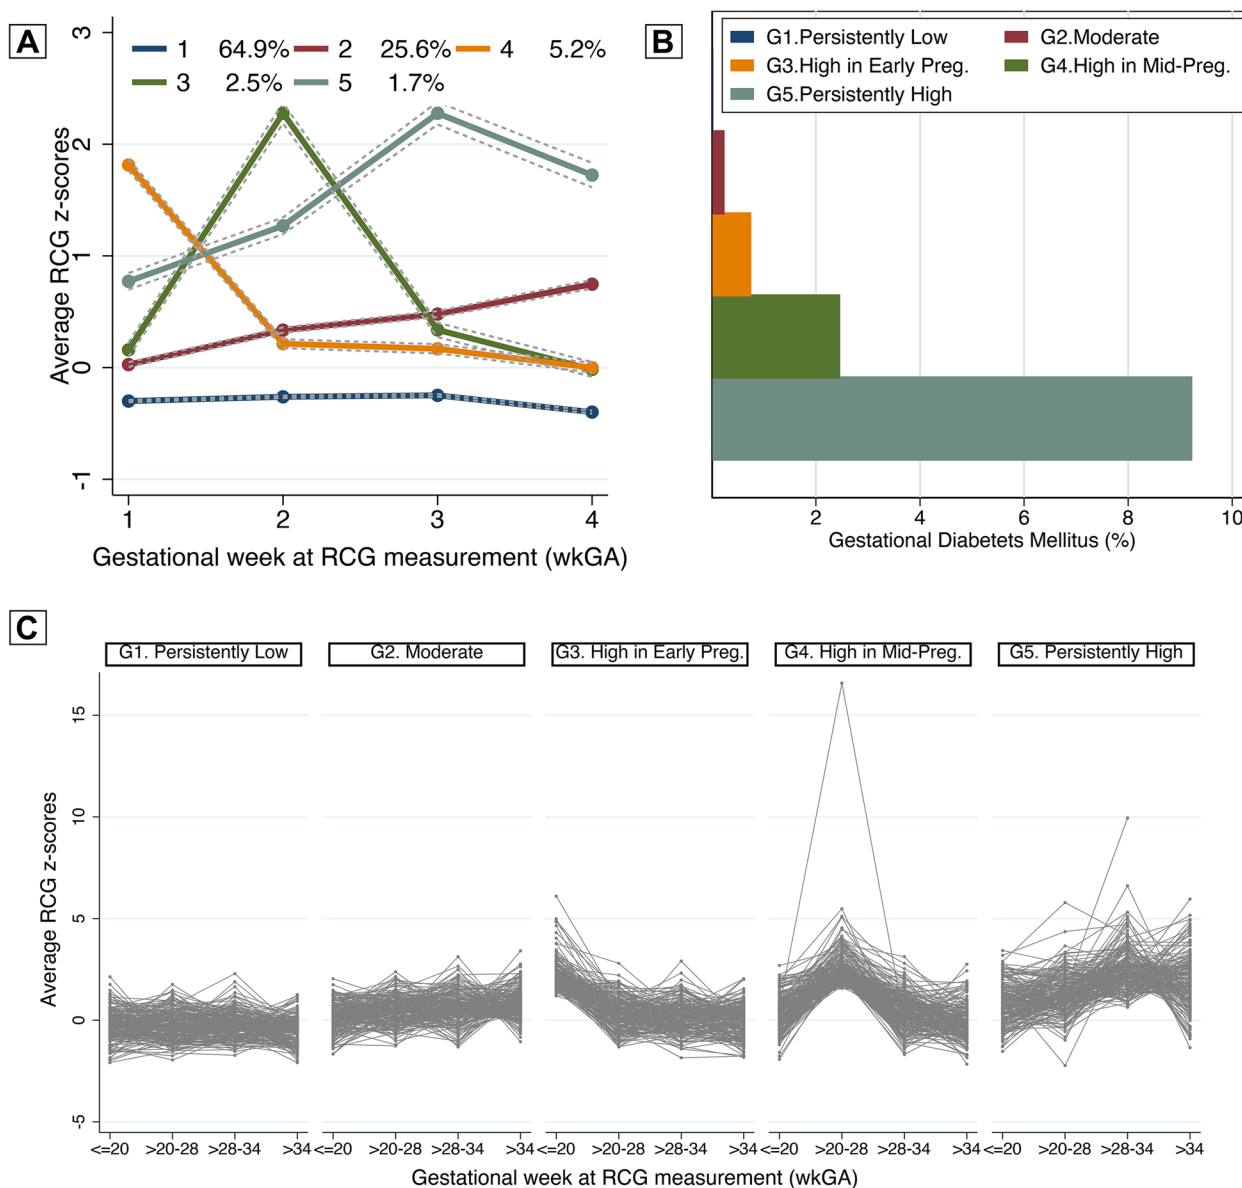 A
1 64.9% 2 25.6% 4 5.2%
3 2.5% 5 1.7%
Average RCG z-scores
3
2
1
0
-1
1 2 3 4
Gestational week at RCG measurement (wkGA)
B
G1.Persistently Low G2.Moderate
G3.High in Early Preg. G4.High in Mid-Preg.
G5.Persistently High
2 4 6 8 10
Gestational Diabetets Mellitus (%)
C
G1. Persistently Low G2. Moderate G3. High in Early Preg. G4. High in Mid-Preg. G5. Persistently High
Average RCG z-scores
15
10
5
0
-5
<=20 >20-28 >28-34 >34 <=20 >20-28 >28-34 >34 <=20 >20-28 >28-34 >34 <=20 >20-28 >28-34 >34 <=20 >20-28 >28-34 >34
Gestational week at RCG measurement (wkGA)